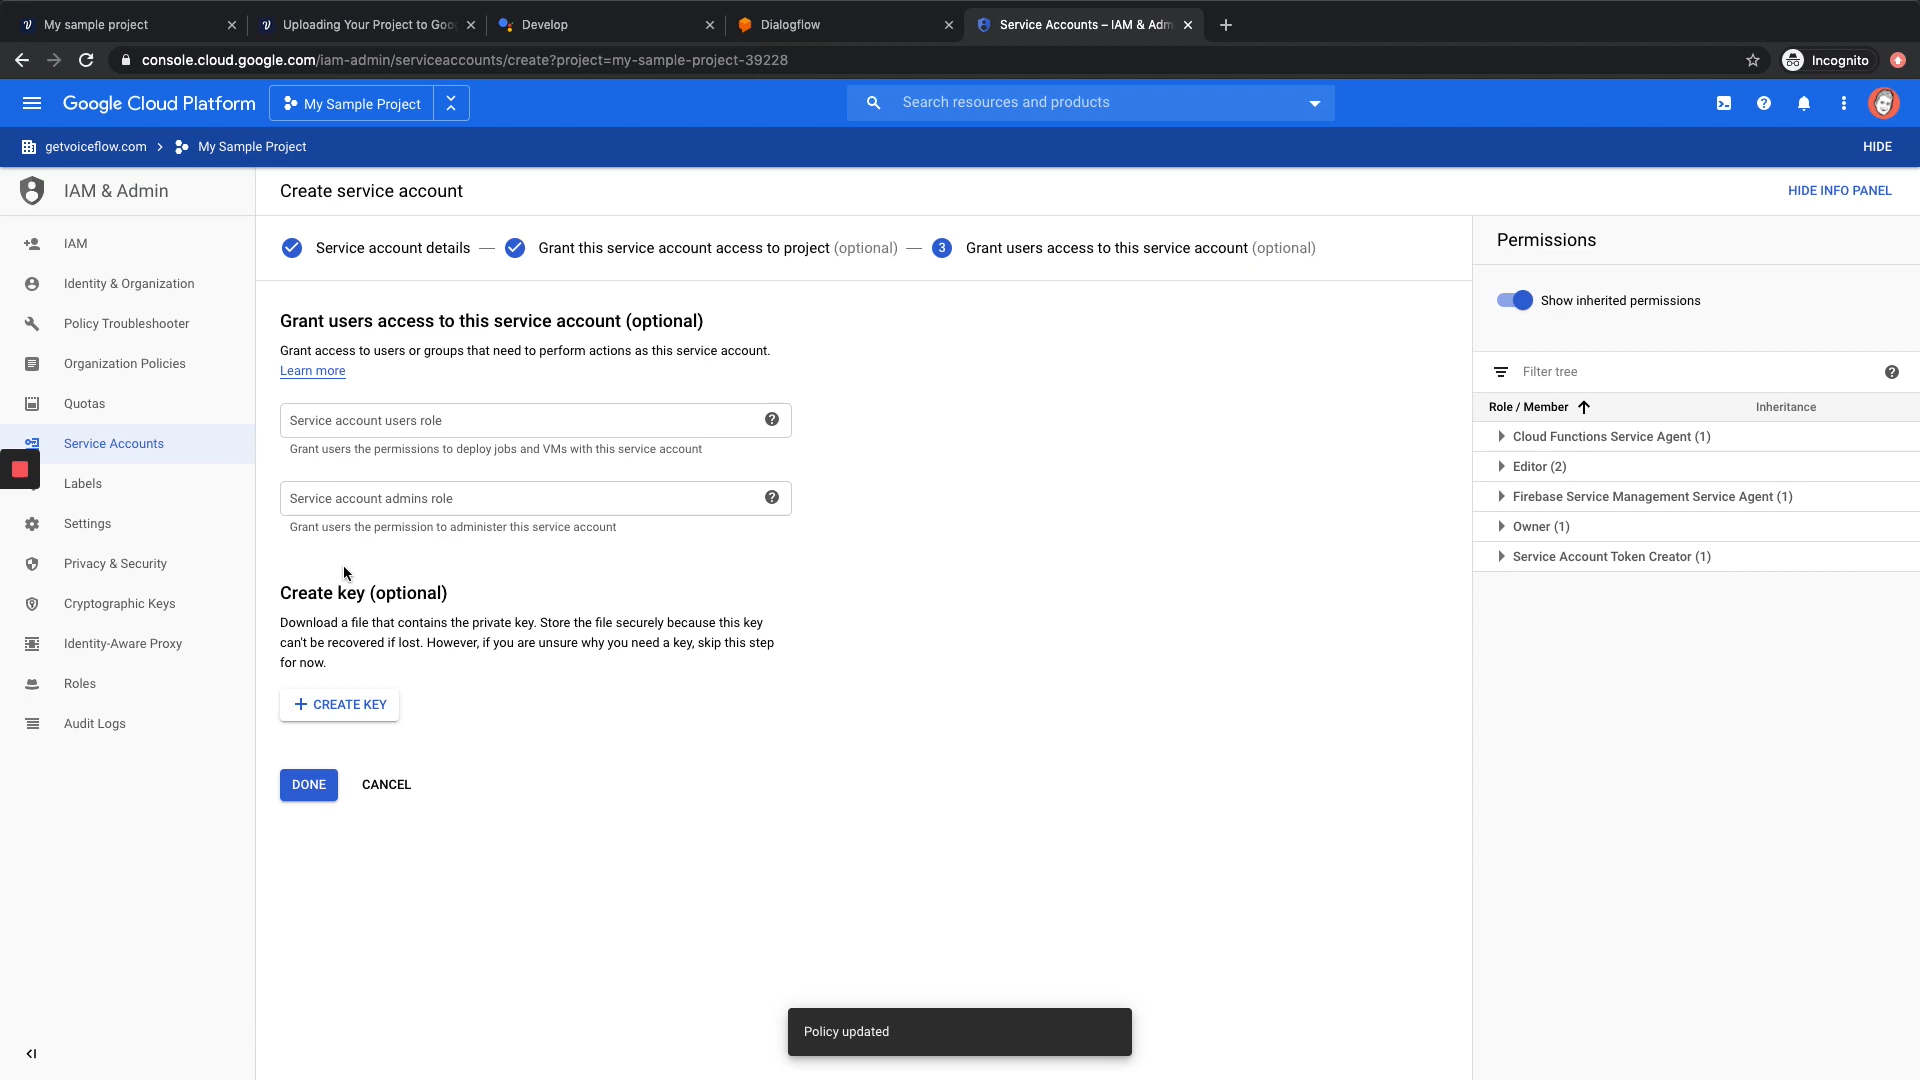 My sample project
Uploading Your Project to Goo
Develop
Dialogflow
Service Accounts – IAM & Adm
console.cloud.google.com/iam-admin/serviceaccounts/create?project=my-sample-project-39228
Incognito
Google Cloud Platform
My Sample Project
Search resources and products
getvoiceflow.com
My Sample Project
HIDE
IAM & Admin
Create service account
HIDE INFO PANEL
IAM
Identity & Organization
Policy Troubleshooter
Organization Policies
Quotas
Service Accounts
Labels
Settings
Privacy & Security
Cryptographic Keys
Identity-Aware Proxy
Roles
Audit Logs
Service account details — Grant this service account access to project (optional) — 3 Grant users access to this service account (optional)
Grant users access to this service account (optional)
Grant access to users or groups that need to perform actions as this service account.
Learn more
Service account users role
Grant users the permissions to deploy jobs and VMs with this service account
Service account admins role
Grant users the permission to administer this service account
Create key (optional)
Download a file that contains the private key. Store the file securely because this key
can't be recovered if lost. However, if you are unsure why you need a key, skip this step
for now.
+ CREATE KEY
DONE
CANCEL
Permissions
Show inherited permissions
Filter tree
Role / Member
Inheritance
Cloud Functions Service Agent (1)
Editor (2)
Firebase Service Management Service Agent (1)
Owner (1)
Service Account Token Creator (1)
Policy updated